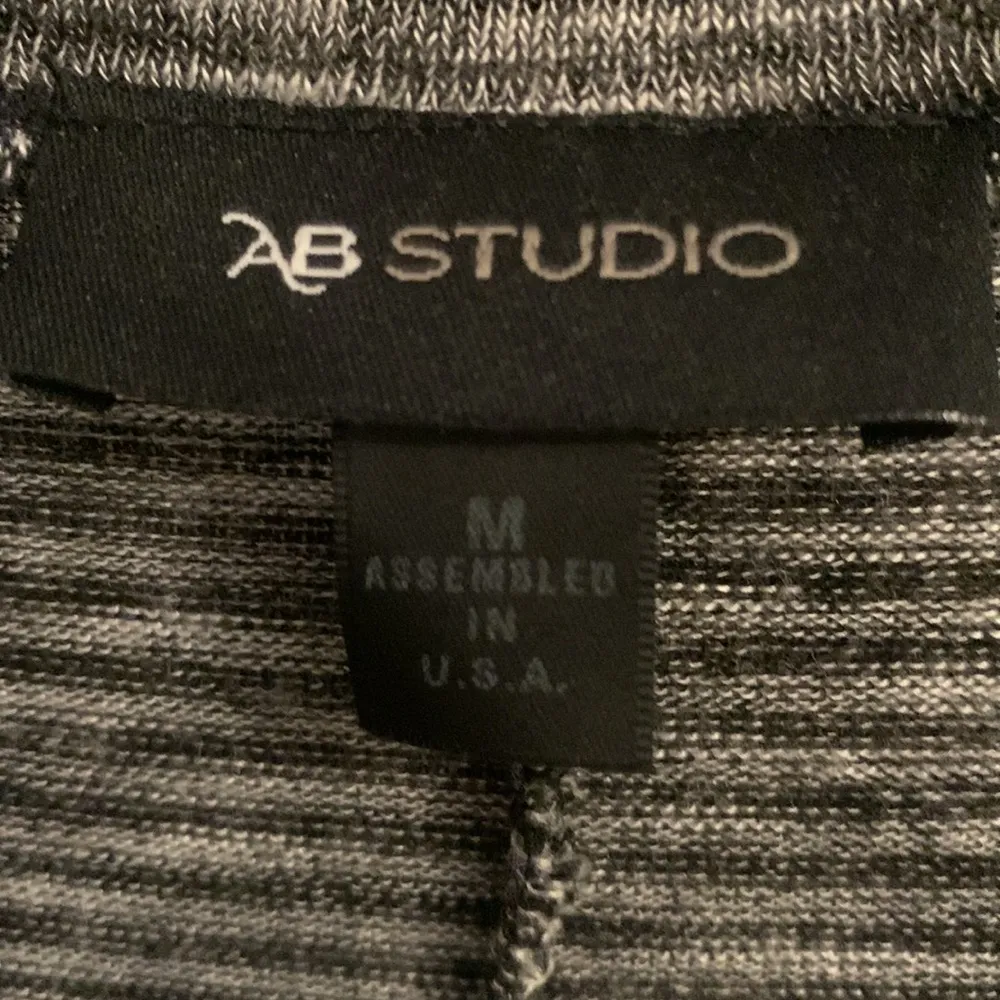 AB STUDIO
M
ASSEMBLED
IN
U.S.A.